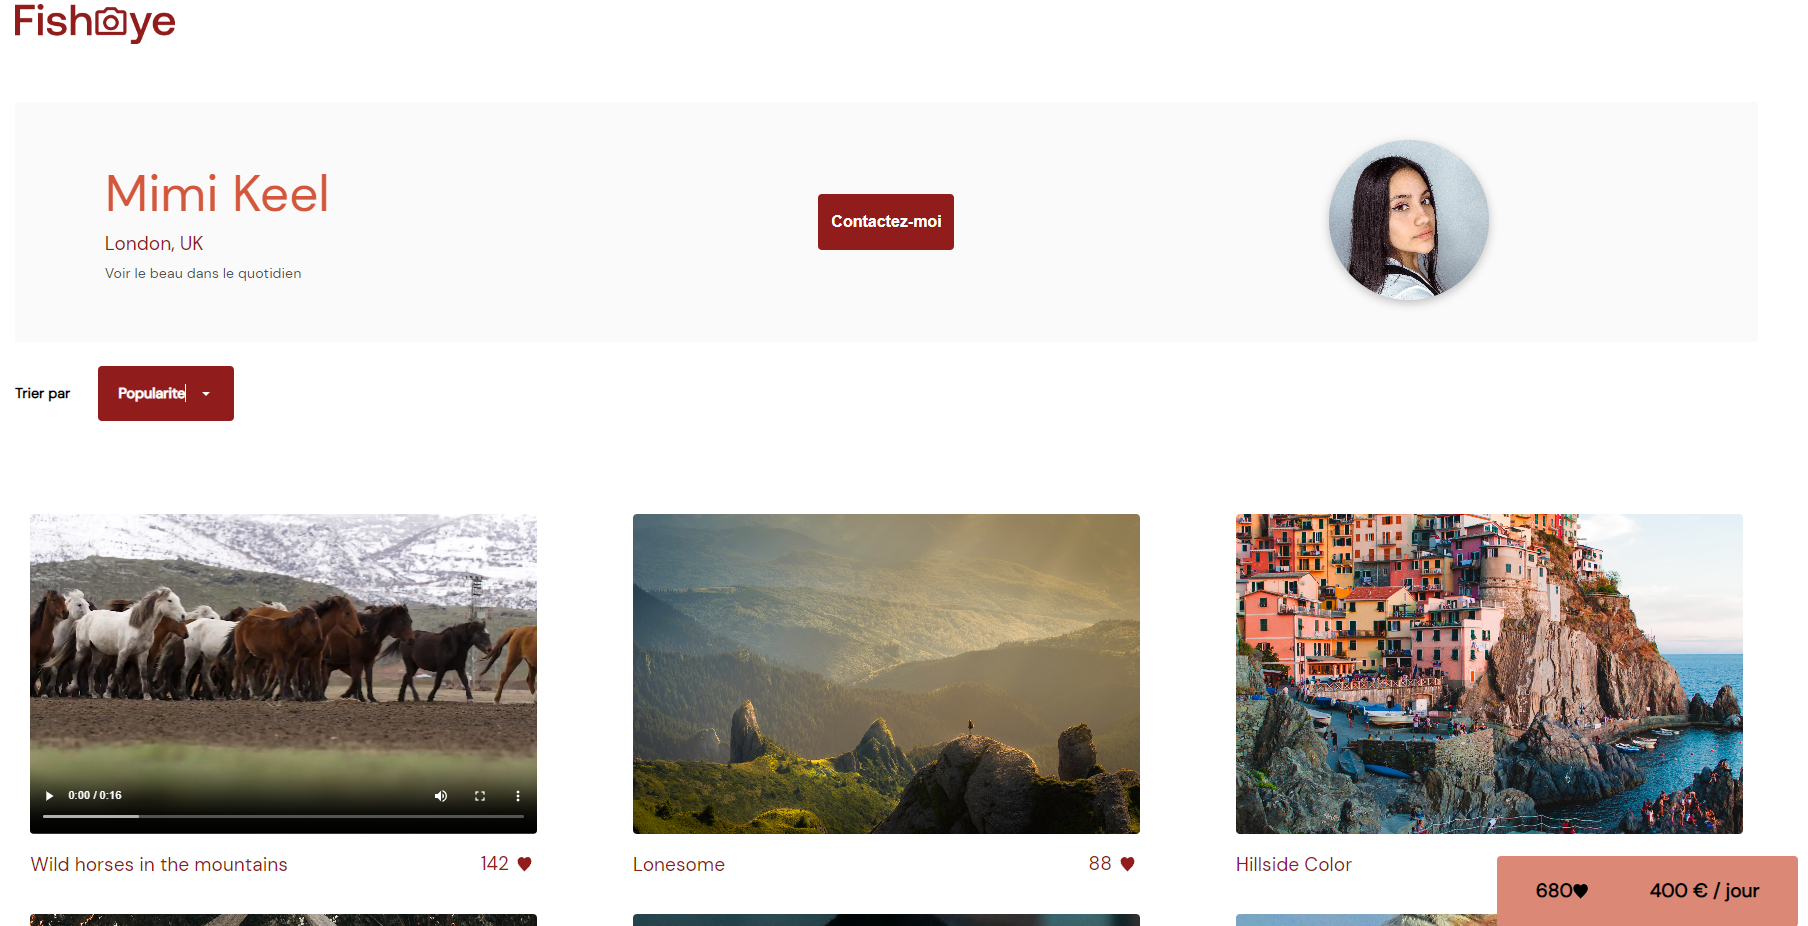 Fisheye
Mimi Keel
London, UK
Voir le beau dans le quotidien
Contactez-moi
Trier par
Popularite
0:00 / 0:16
Wild horses in the mountains
142
Lonesome
88
Hillside Color
680
400 € / jour